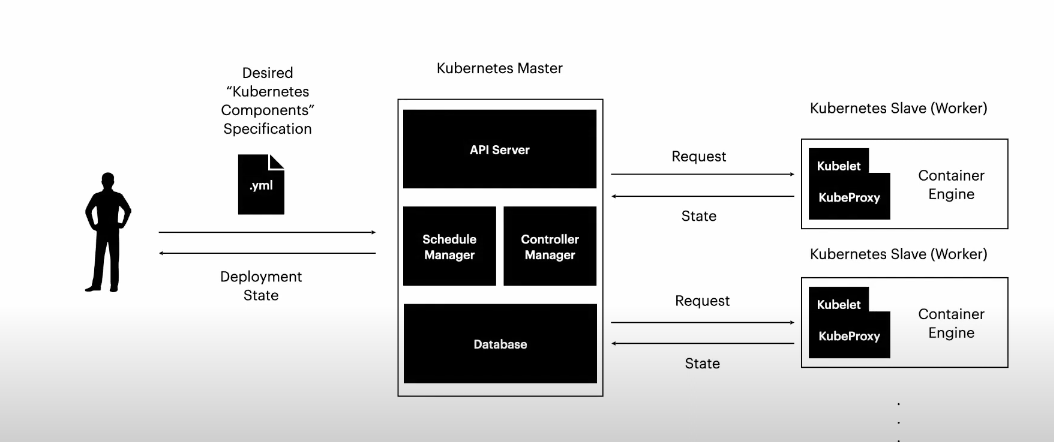 Desired
“Kubernetes
Components”
Specification
.yml
Deployment
State
Kubernetes Master
API Server
Schedule
Manager
Controller
Manager
Database
Request
State
Request
State
Kubernetes Slave (Worker)
Kubelet
KubeProxy
Container
Engine
Kubernetes Slave (Worker)
Kubelet
KubeProxy
Container
Engine